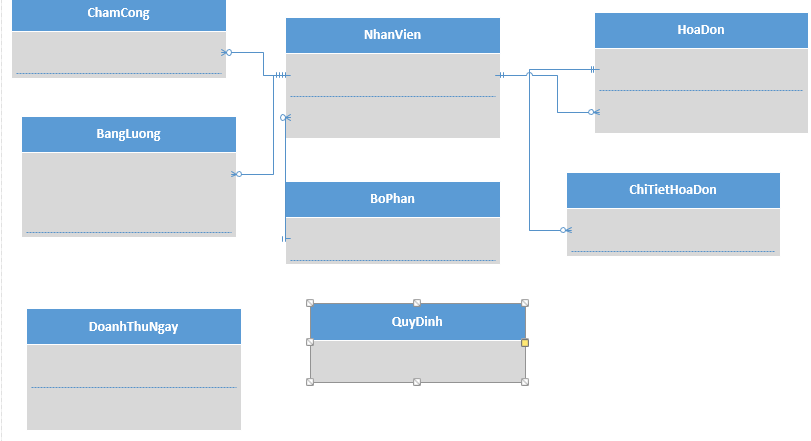 ChamCong
NhanVien
HoaDon
BangLuong
BoPhan
ChiTietHoaDon
DoanhThuNgay
QuyDinh